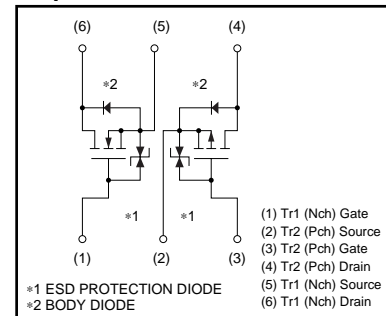 (6) (5) (4)
∗2 ∗2
∗1 ∗1
(1) (2) (3)
(1) Tr1 (Nch) Gate
(2) Tr2 (Pch) Source
(3) Tr2 (Pch) Gate
(4) Tr2 (Pch) Drain
(5) Tr1 (Nch) Source
(6) Tr1 (Nch) Drain
∗1 ESD PROTECTION DIODE
∗2 BODY DIODE